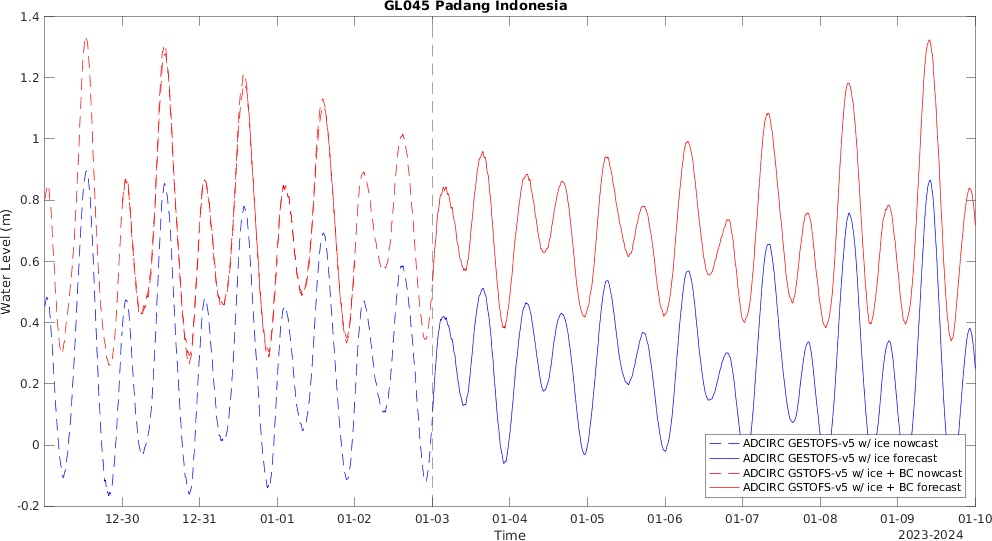 GL045 Padang Indonesia
1.4
1.2
1
0.8
0.6
0.4
0.2
0
-0.2
Water Level (m)
ADCIRC GESTOFS-v5 w/ ice nowcast
ADCIRC GESTOFS-v5 w/ ice forecast
ADCIRC GSTOFS-v5 w/ ice + BC nowcast
ADCIRC GSTOFS-v5 w/ ice + BC forecast
12-30 12-31 01-01 01-02 01-03 01-04 01-05 01-06 01-07 01-08 01-09 01-10
Time
2023-2024